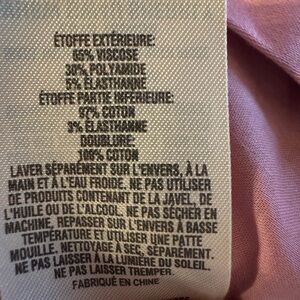 ÉTOFFE EXTÉRIEURE:
65% VISCOSE
30% POLYAMIDE
5% ÉLASTHANNE
ÉTOFFE PARTIE INFÉRIEURE:
97% COTON
3% ÉLASTHANNE
DOUBLURE:
100% COTON
LAVER SÉPARÉMENT SUR L'ENVERS, À LA
MAIN ET À L'EAU FROIDE. NE PAS UTILISER
DE PRODUITS CONTENANT DE LA JAVEL, DE
L'HUILE OU DE L'ALCOOL. NE PAS SÉCHER EN
MACHINE, REPASSER SUR L'ENVERS À BASSE
TEMPÉRATURE ET UTILISER UNE PATTE
MOUILLE. NETTOYAGE À SEC. SÉPARÉMENT.
NE PAS LAISSER À LA LUMIÈRE DU SOLEIL.
NE PAS LAISSER TREMPER.
FABRIQUÉ EN CHINE